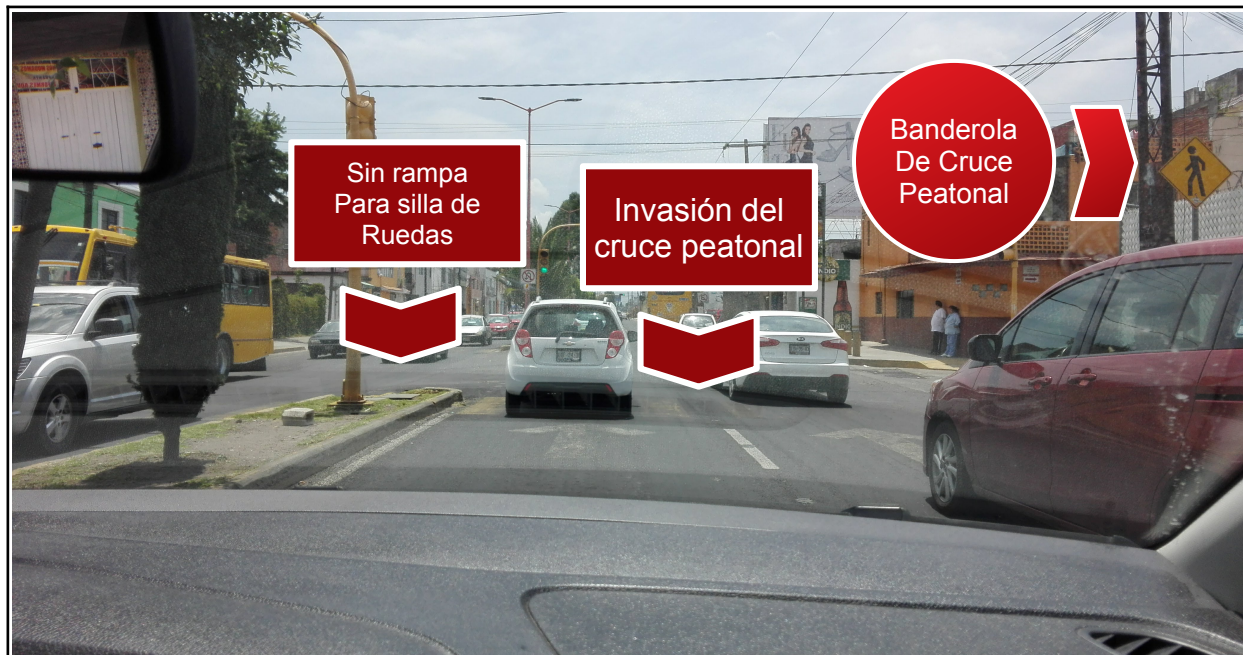 Sin rampa
Para silla de
Ruedas
Invasión del
cruce peatonal
Banderola
De Cruce
Peatonal